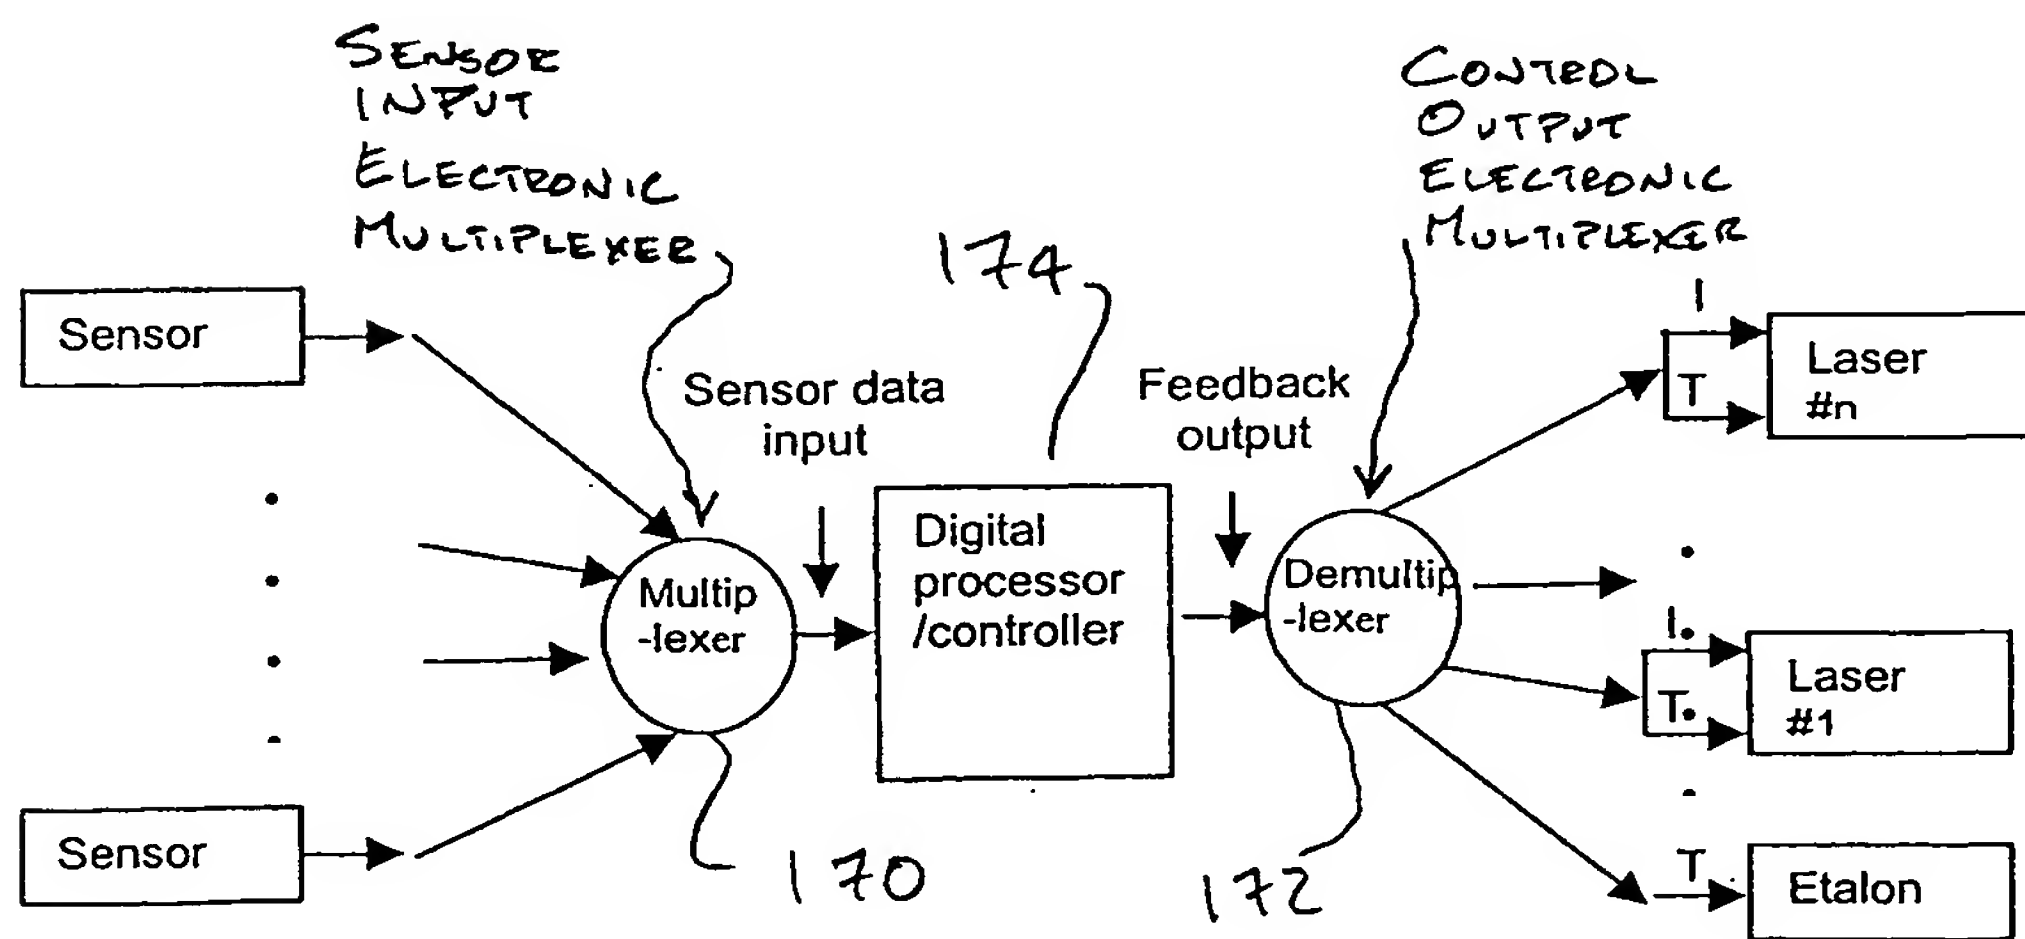 SENSOR
INPUT
ELECTRONIC
MULTIPLEXER
CONTROL
OUTPUT
ELECTRONIC
MULTIPLEXER
174
Sensor
Sensor data
input
Feedback
output
I
T
Laser
#n
Multip
-lexer
Digital
processor
/controller
Demultip
-lexer
I
T
Laser
#1
Sensor
170
172
T
Etalon